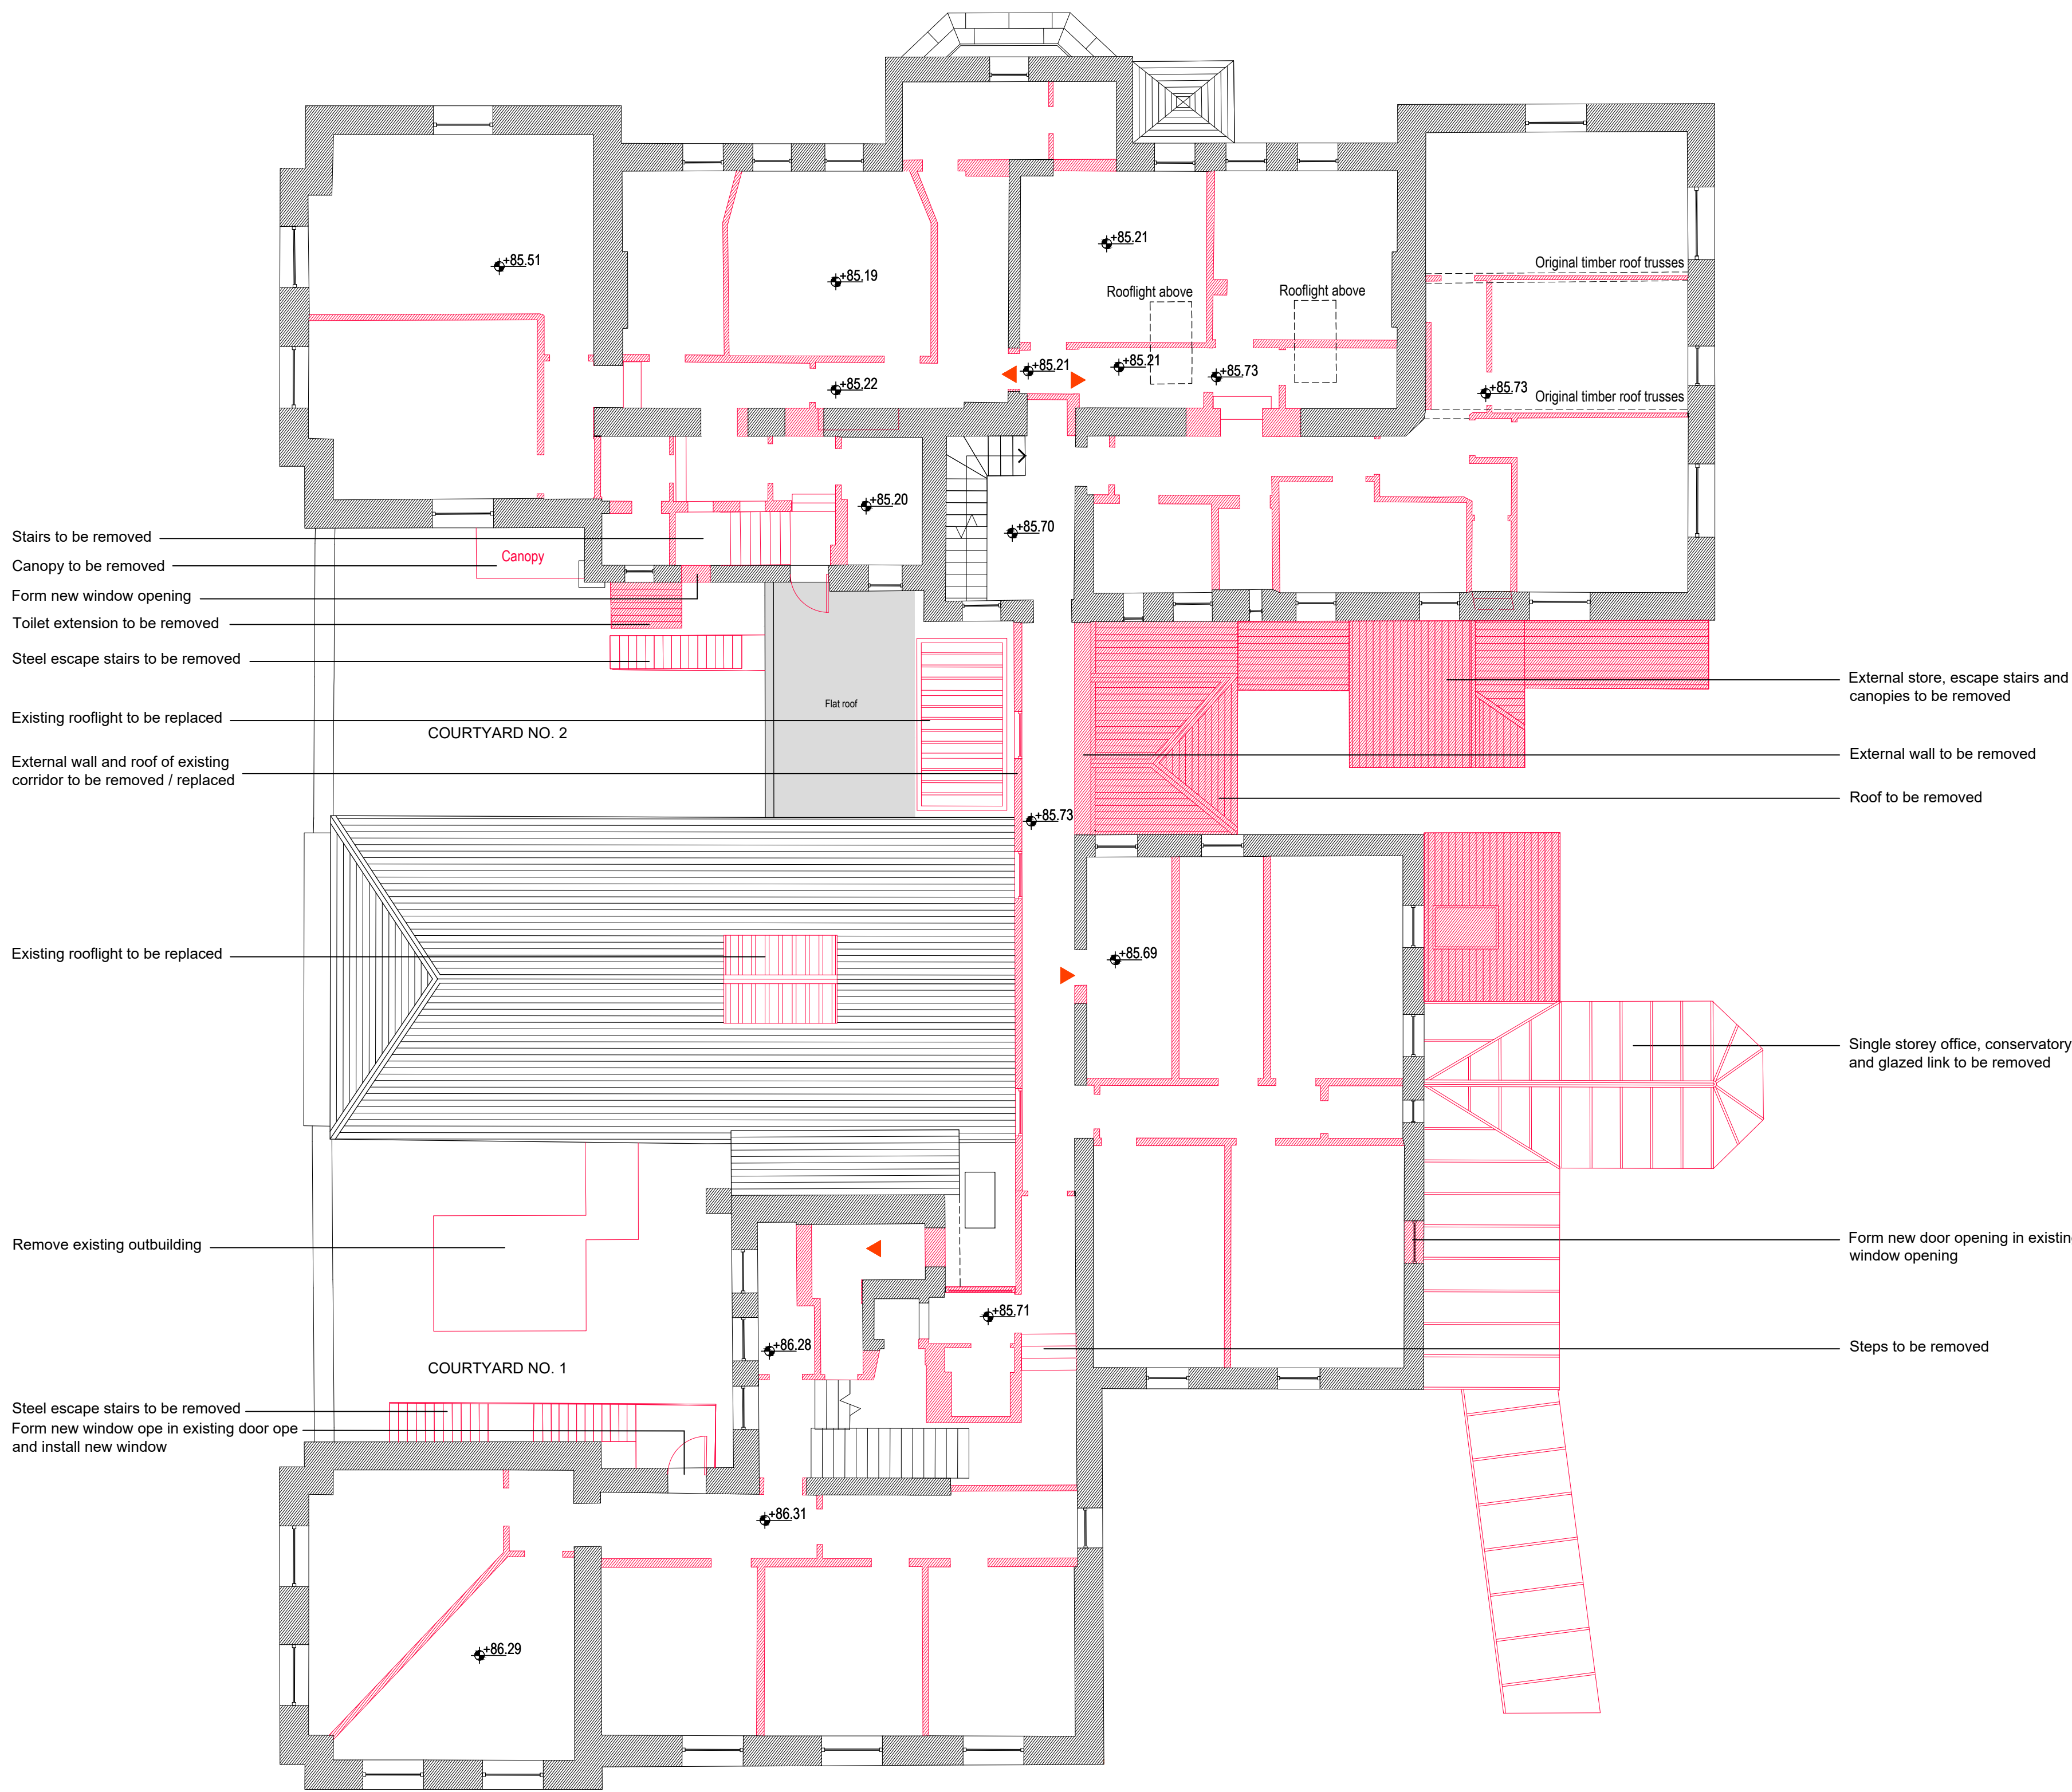 +85.51
+85.19
+85.21
Original timber roof trusses
Rooflight above
Rooflight above
+85.22
+85.21
+85.21
+85.73
+85.73
Original timber roof trusses
+85.20
+85.70
Stairs to be removed
Canopy
Canopy to be removed
Form new window opening
Toilet extension to be removed
Steel escape stairs to be removed
Existing rooflight to be replaced
Flat roof
COURTYARD NO. 2
External wall and roof of existing
corridor to be removed / replaced
External store, escape stairs and
canopies to be removed
External wall to be removed
Roof to be removed
+85.73
Existing rooflight to be replaced
+85.69
Single storey office, conservatory
and glazed link to be removed
Remove existing outbuilding
Form new door opening in existin
window opening
+85.71
+86.28
Steps to be removed
COURTYARD NO. 1
Steel escape stairs to be removed
Form new window ope in existing door ope
and install new window
+86.31
+86.29